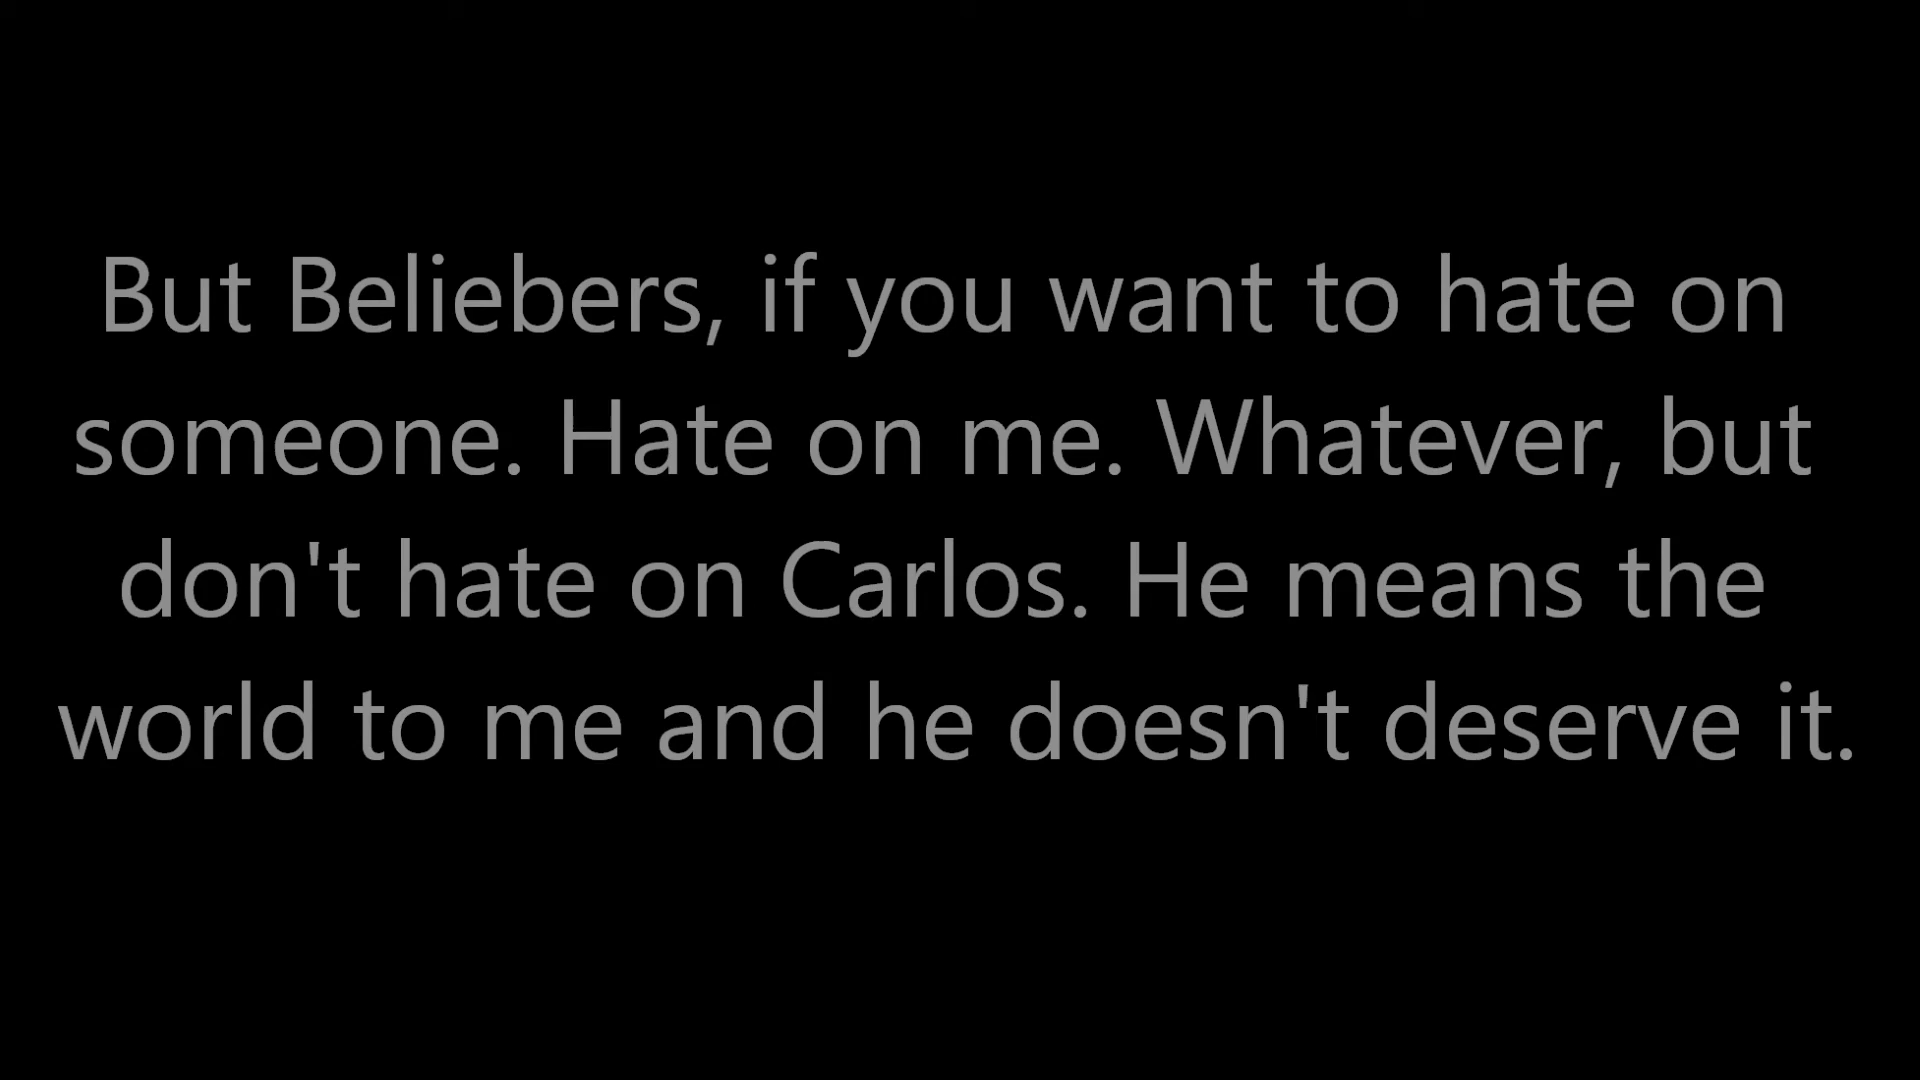 But Beliebers, if you want to hate on
someone. Hate on me. Whatever, but
don't hate on Carlos. He means the
world to me and he doesn't deserve it.